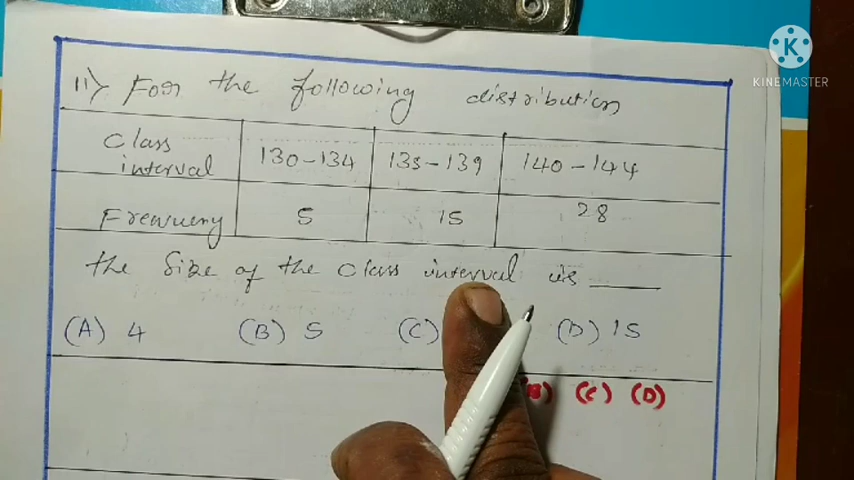 11) For the following distribution
Class interval 130-134 135-139 140-144
Frequency 5 15 28
the size of the class interval is ____
(A) 4 (B) 5 (C) (D) 15
(B) (C) (D)
K
KINEMASTER